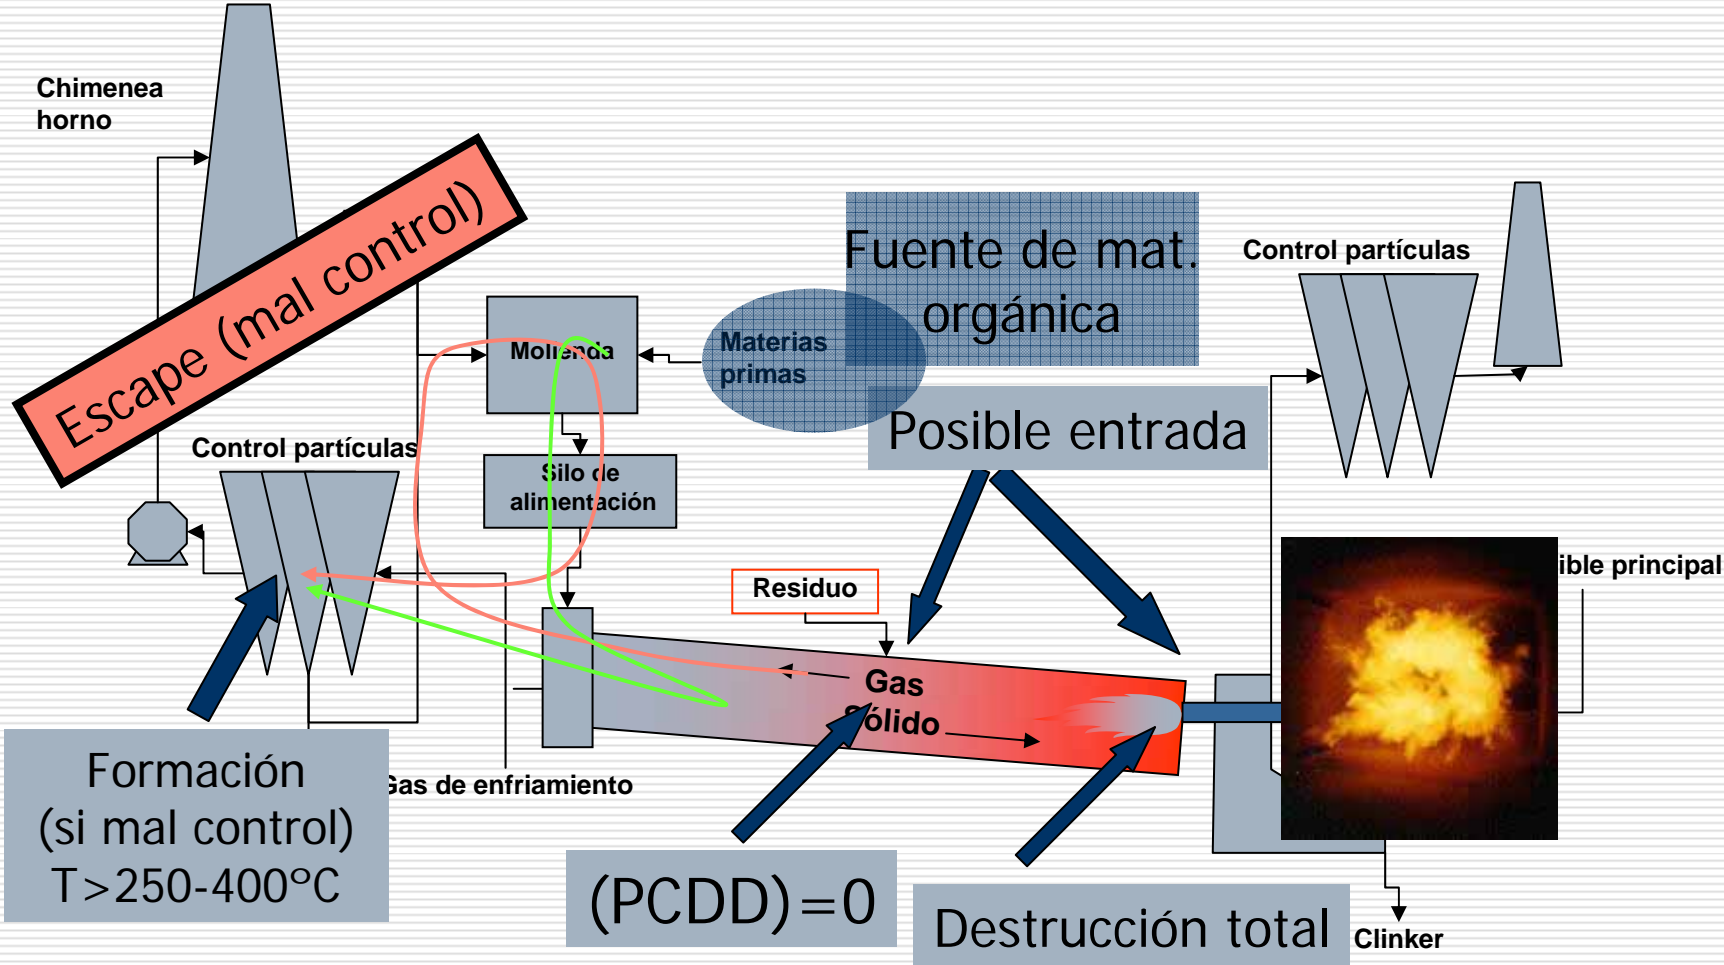 Chimenea
horno
Escape (mal control)
Fuente de mat.
orgánica
Control partículas
Molienda
Materias
primas
Posible entrada
Control partículas
Silo de
alimentación
Residuo
ible principal
Gas
Sólido
Formación
(si mal control)
T>250-400ºC
Gas de enfriamiento
(PCDD)=0
Destrucción total
Clinker